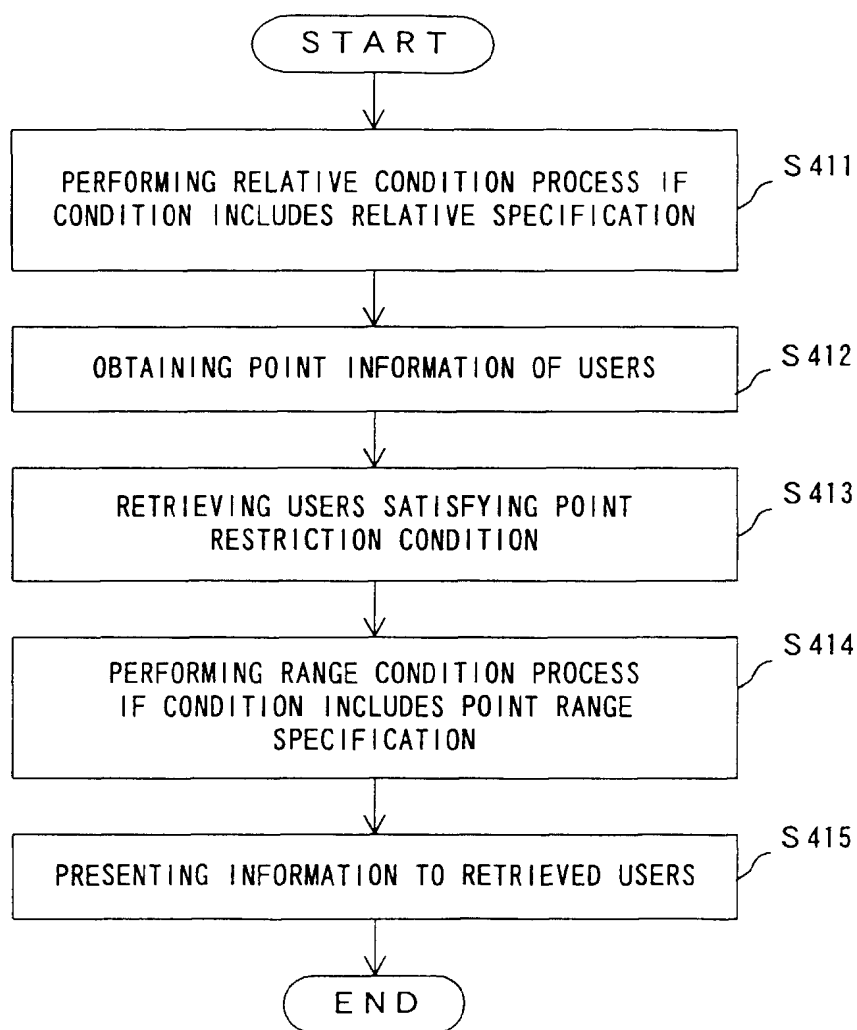 START
PERFORMING RELATIVE CONDITION PROCESS IF
CONDITION INCLUDES RELATIVE SPECIFICATION
S411
OBTAINING POINT INFORMATION OF USERS
S412
RETRIEVING USERS SATISFYING POINT
RESTRICTION CONDITION
S413
PERFORMING RANGE CONDITION PROCESS
IF CONDITION INCLUDES POINT RANGE
SPECIFICATION
S414
PRESENTING INFORMATION TO RETRIEVED USERS
S415
END